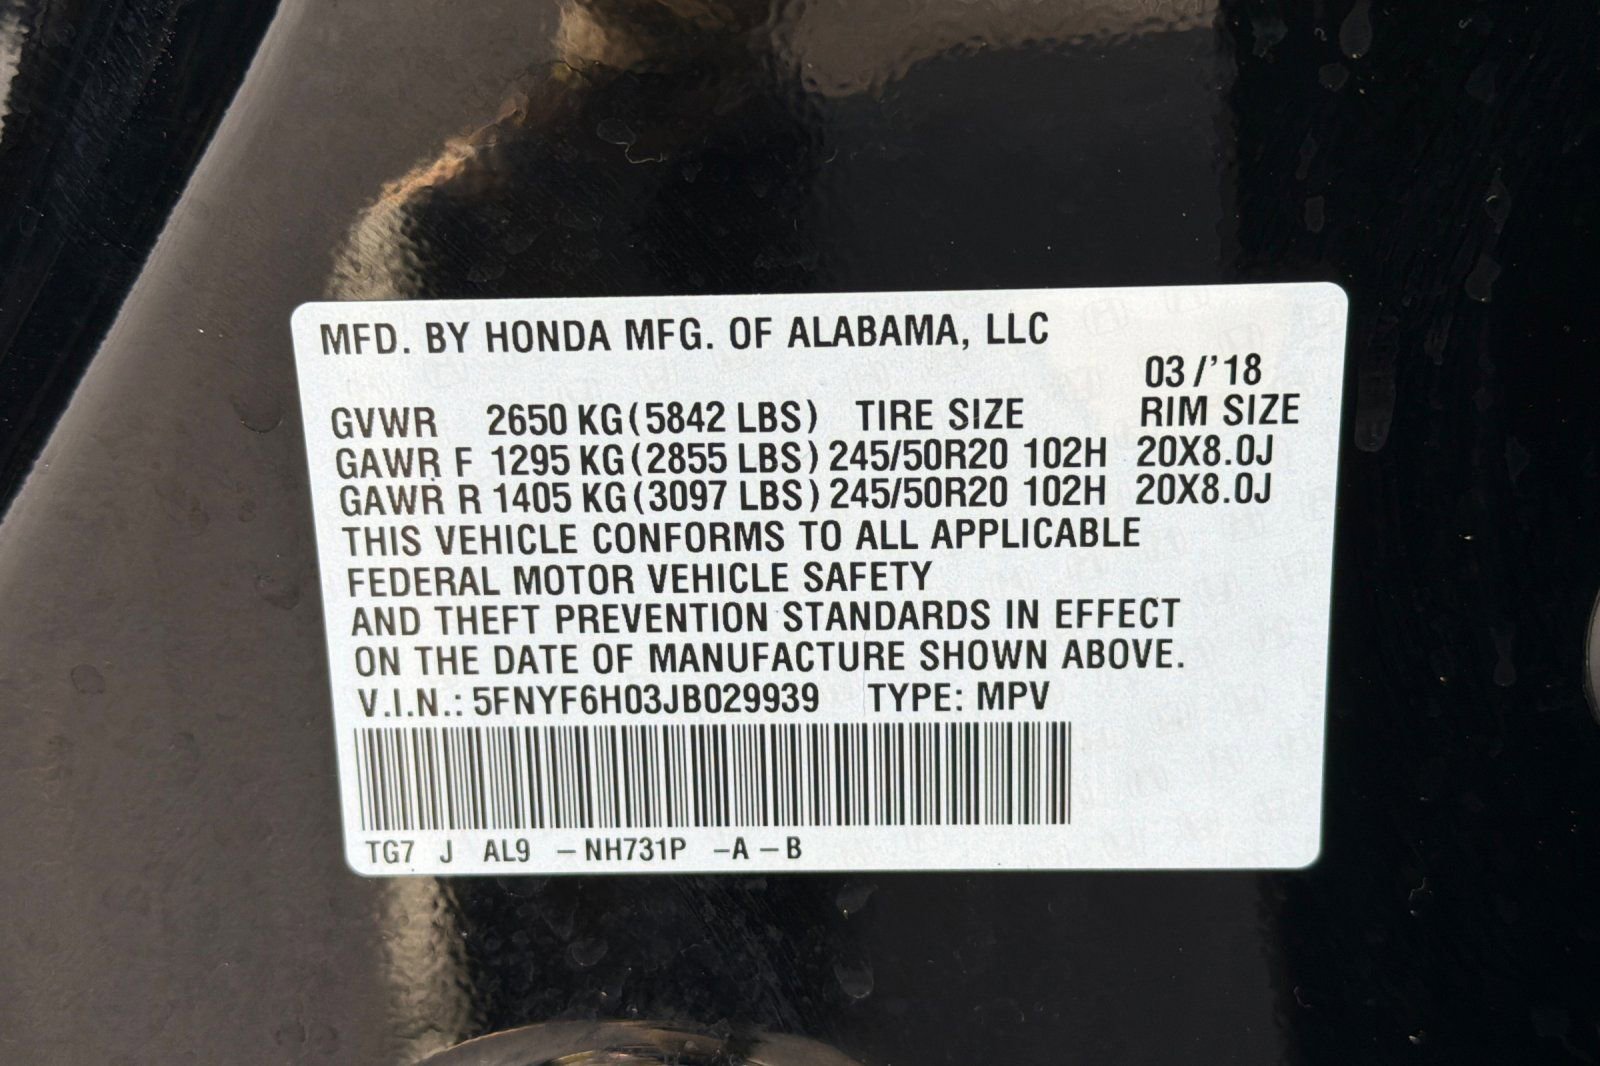 MFD. BY HONDA MFG. OF ALABAMA, LLC
03/'18
GVWR 2650 KG(5842 LBS) TIRE SIZE RIM SIZE
GAWR F 1295 KG(2855 LBS) 245/50R20 102H 20X8.0J
GAWR R 1405 KG(3097 LBS) 245/50R20 102H 20X8.0J
THIS VEHICLE CONFORMS TO ALL APPLICABLE
FEDERAL MOTOR VEHICLE SAFETY
AND THEFT PREVENTION STANDARDS IN EFFECT
ON THE DATE OF MANUFACTURE SHOWN ABOVE.
V.I.N.: 5FNYF6H03JB029939 TYPE: MPV
TG7 J AL9 -NH731P -A -B